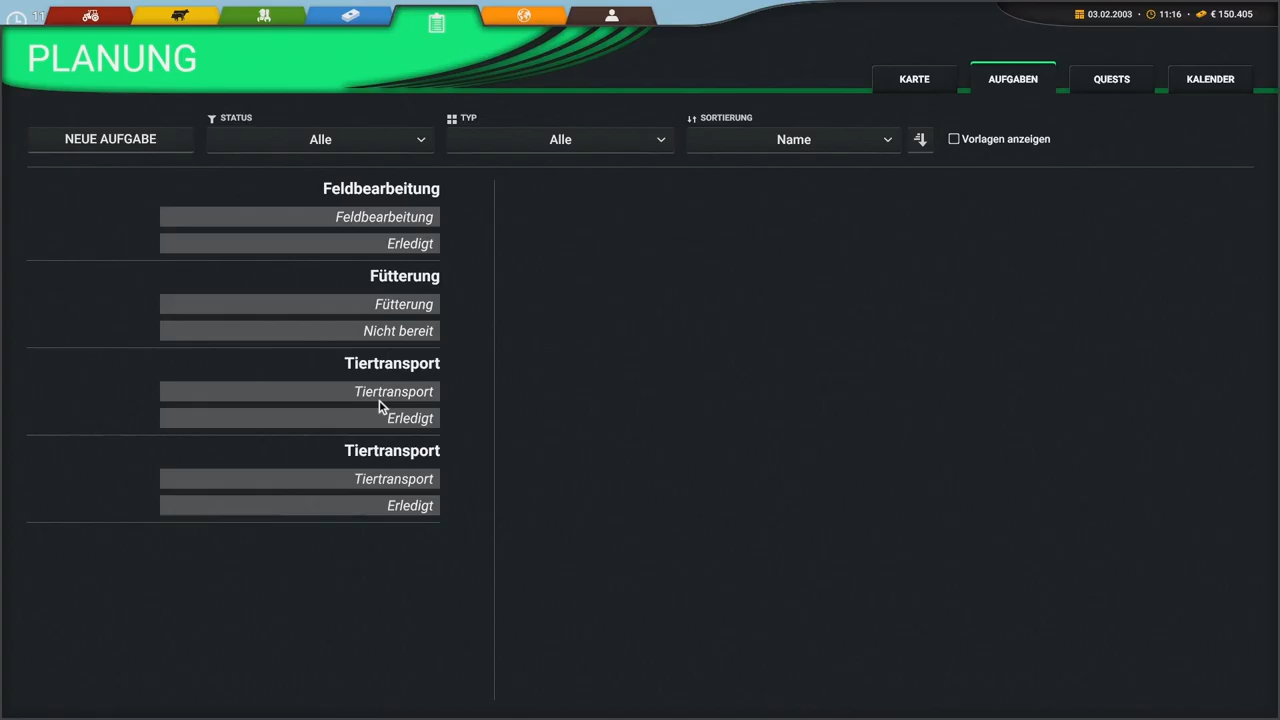 11
03.02.2003 · 11:16 · € 150.405
PLANUNG
KARTE
AUFGABEN
QUESTS
KALENDER
NEUE AUFGABE
STATUS
Alle
TYP
Alle
SORTIERUNG
Name
Vorlagen anzeigen
Feldbearbeitung
Feldbearbeitung
Erledigt
Fütterung
Fütterung
Nicht bereit
Tiertransport
Tiertransport
Erledigt
Tiertransport
Tiertransport
Erledigt